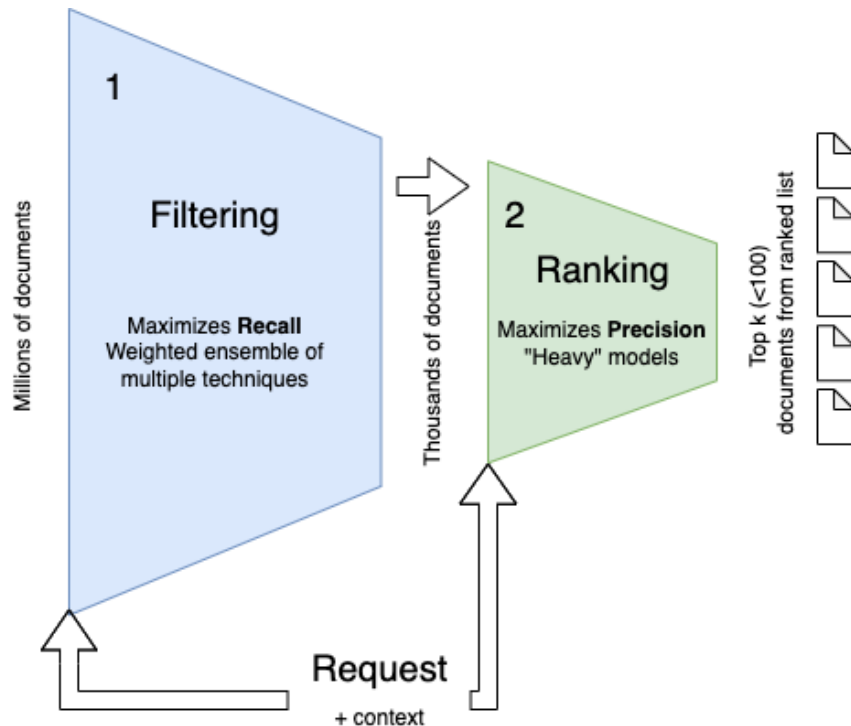 Millions of documents
1
Filtering
Maximizes Recall
Weighted ensemble of
multiple techniques
Thousands of documents
2
Ranking
Maximizes Precision
"Heavy" models
Top k (<100)
documents from ranked list
Request
+ context